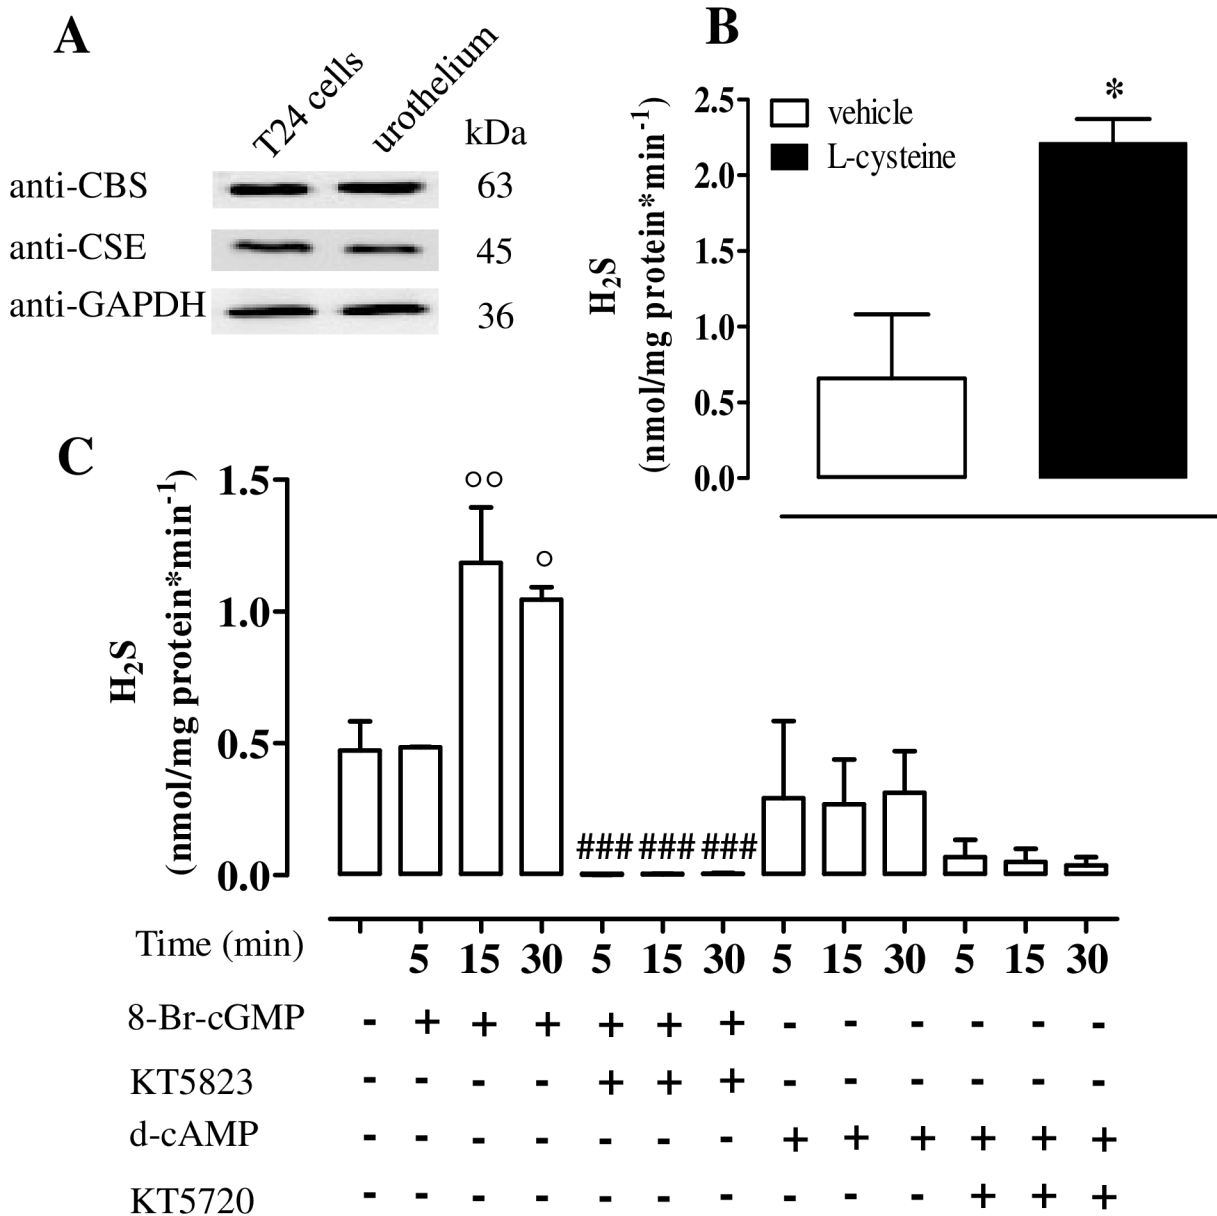 A
T24 cells
urothelium
kDa
anti-CBS 63
anti-CSE 45
anti-GAPDH 36
B
H2S
(nmol/mg protein*min-1)
2.5
2.0
1.5
1.0
0.5
0.0
vehicle
L-cysteine
*
C
H2S
(nmol/mg protein*min-1)
1.5
1.0
0.5
0.0
○○
○
### ### ###
Time (min) 5 15 30 5 15 30 5 15 30 5 15 30
8-Br-cGMP - + + + + + + - - - - - -
KT5823 - - - - + + + - - - - - -
d-cAMP - - - - - - - + + + + + +
KT5720 - - - - - - - - - - + + +